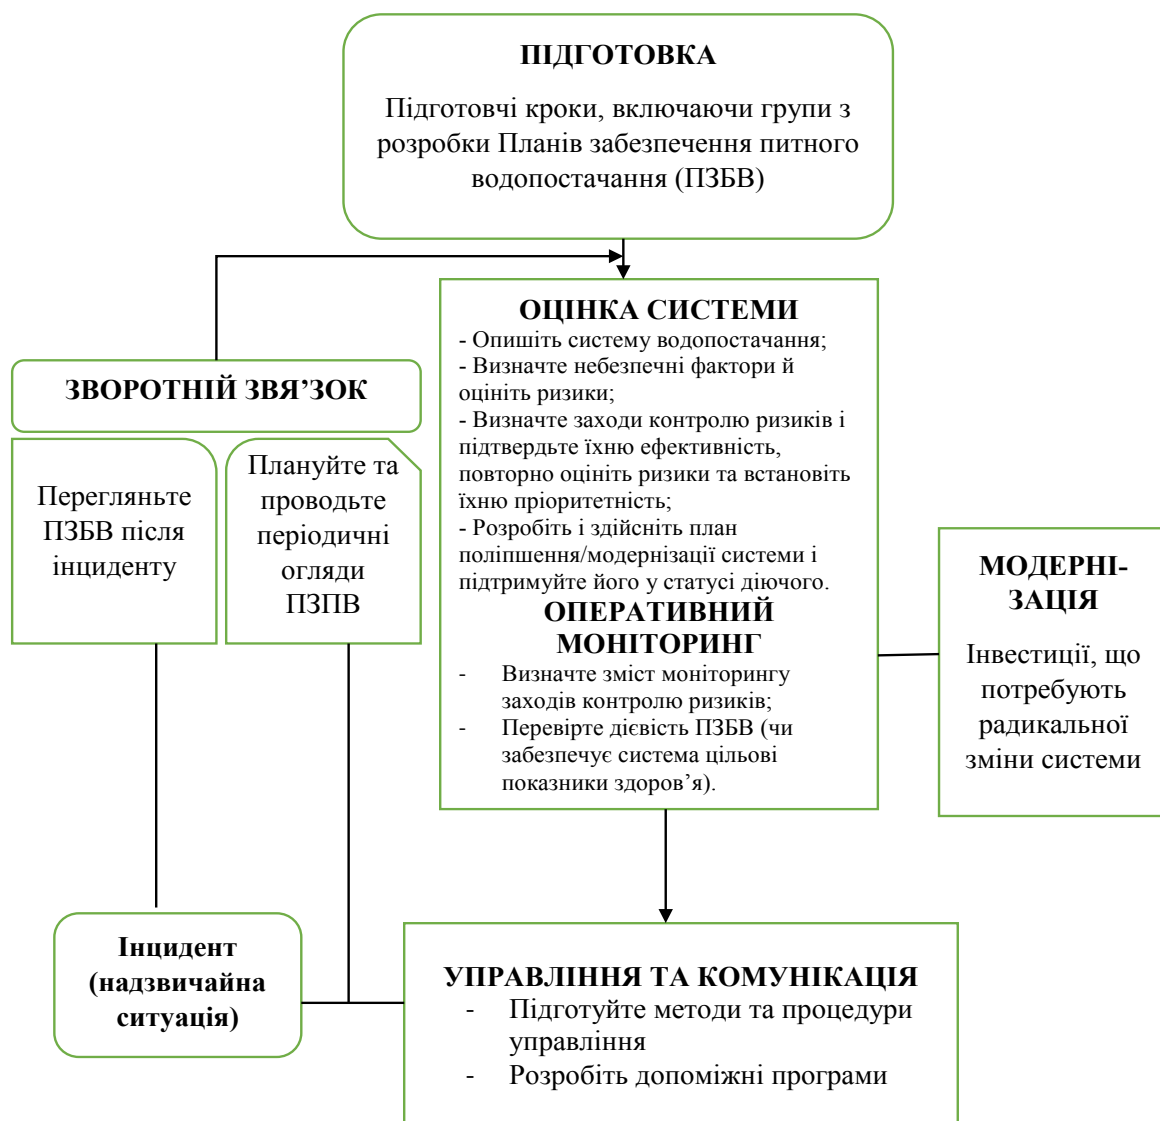 ПІДГОТОВКА
Підготовчі кроки, включаючи групи з
розробки Планів забезпечення питного
водопостачання (ПЗБВ)
ОЦІНКА СИСТЕМИ
- Опишіть систему водопостачання;
- Визначте небезпечні фактори й
оцініть ризики;
- Визначте заходи контролю ризиків і
підтвердьте їхню ефективність,
повторно оцініть ризики та встановіть
їхню пріоритетність;
- Розробіть і здійсніть план
поліпшення/модернізації системи і
підтримуйте його у статусі діючого.
ОПЕРАТИВНИЙ
МОНІТОРИНГ
- Визначте зміст моніторингу
заходів контролю ризиків;
- Перевірте дієвість ПЗБВ (чи
забезпечує система цільові
показники здоров’я).
ЗВОРОТНІЙ ЗВЯ’ЗОК
Перегляньте
ПЗБВ після
інциденту
Плануйте та
проводьте
періодичні
огляди
ПЗПВ
МОДЕРНІ-
ЗАЦІЯ
Інвестиції, що
потребують
радикальної
зміни системи
Інцидент
(надзвичайна
ситуація)
УПРАВЛІННЯ ТА КОМУНІКАЦІЯ
- Підготуйте методи та процедури
управління
- Розробіть допоміжні програми